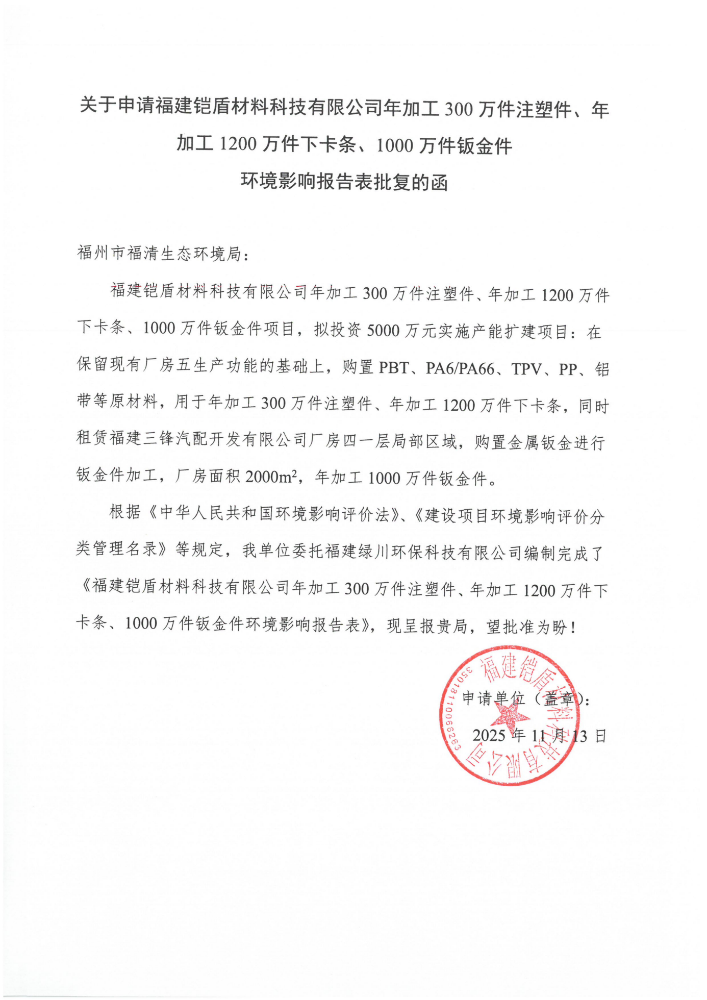 关于申请福建铠盾材料科技有限公司年加工 300 万件注塑件、年
加工 1200 万件下卡条、1000 万件钣金件
环境影响报告表批复的函
福州市福清生态环境局：
福建铠盾材料科技有限公司年加工 300 万件注塑件、年加工 1200 万件
下卡条、1000 万件钣金件项目，拟投资 5000 万元实施产能扩建项目：在
保留现有厂房五生产功能的基础上，购置 PBT、PA6/PA66、TPV、PP、铝
带等原材料，用于年加工 300 万件注塑件、年加工 1200 万件下卡条，同时
租赁福建三锋汽配开发有限公司厂房四一层局部区域，购置金属钣金进行
钣金件加工，厂房面积 2000m²，年加工 1000 万件钣金件。
根据《中华人民共和国环境影响评价法》、《建设项目环境影响评价分
类管理名录》等规定，我单位委托福建绿川环保科技有限公司编制完成了
《福建铠盾材料科技有限公司年加工 300 万件注塑件、年加工 1200 万件下
卡条、1000 万件钣金件环境影响报告表》，现呈报贵局，望批准为盼！
申请单位（盖章）：
2025 年 11 月 13 日
福建铠盾材料科技有限公司
3501811006‌6263